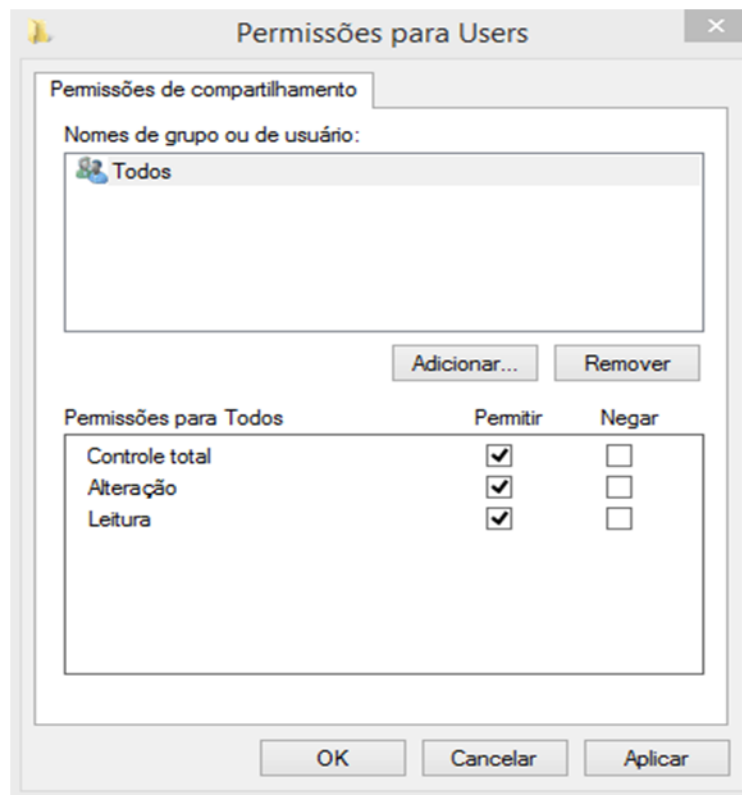 Permissões para Users
Permissões de compartilhamento
Nomes de grupo ou de usuário:
Todos
Adicionar... Remover
Permissões para Todos Permitir Negar
Controle total
Alteração
Leitura
OK Cancelar Aplicar